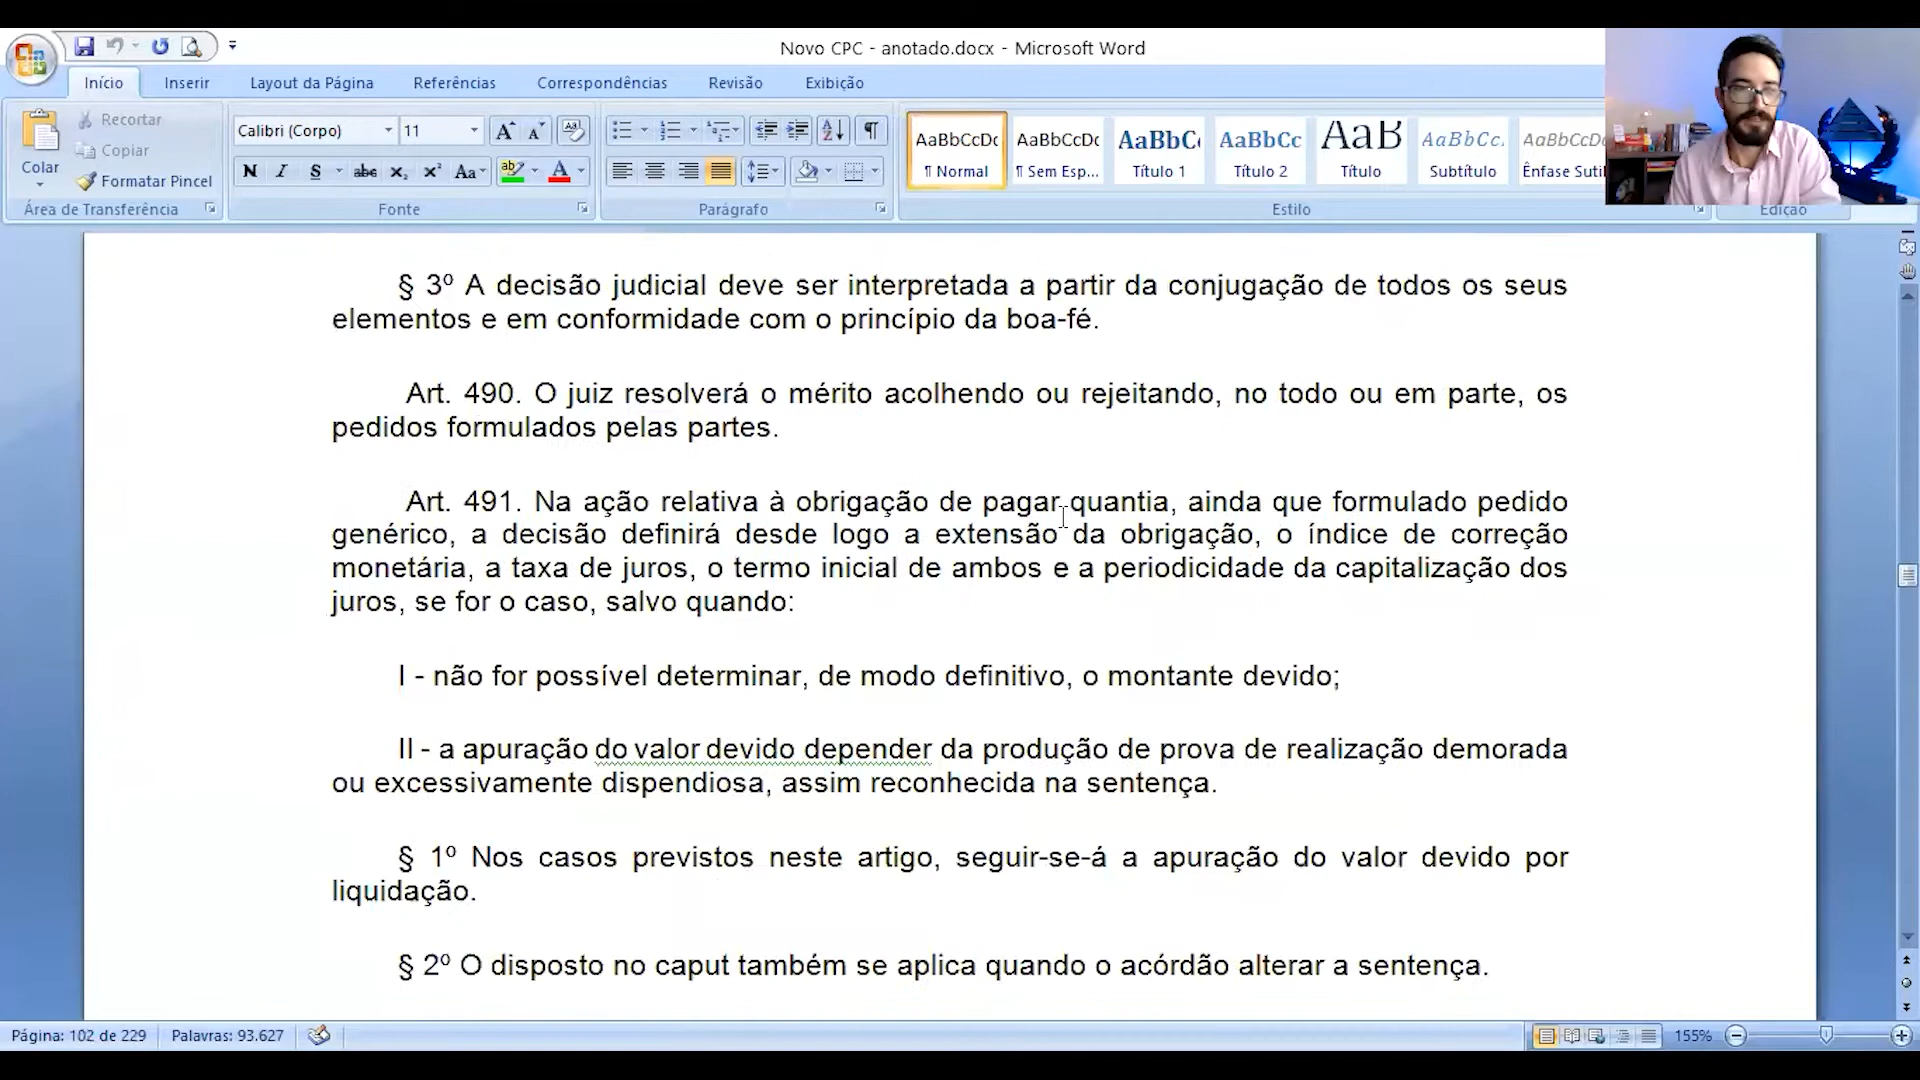 Novo CPC - anotado.docx - Microsoft Word
Início Inserir Layout da Página Referências Correspondências Revisão Exibição
Colar
Recortar
Copiar
Formatar Pincel
Área de Transferência
Calibri (Corpo) 11
N I S abc x₂ x² Aa
Fonte
Parágrafo
AaBbCcDc AaBbCcDc AaBbC AaBbCc AaB AaBbCc. AaBbCcDc
¶ Normal ¶ Sem Esp... Título 1 Título 2 Título Subtítulo Ênfase Sutil
Estilo
Edição
§ 3º A decisão judicial deve ser interpretada a partir da conjugação de todos os seus
elementos e em conformidade com o princípio da boa-fé.
Art. 490. O juiz resolverá o mérito acolhendo ou rejeitando, no todo ou em parte, os
pedidos formulados pelas partes.
Art. 491. Na ação relativa à obrigação de pagar quantia, ainda que formulado pedido
genérico, a decisão definirá desde logo a extensão da obrigação, o índice de correção
monetária, a taxa de juros, o termo inicial de ambos e a periodicidade da capitalização dos
juros, se for o caso, salvo quando:
I - não for possível determinar, de modo definitivo, o montante devido;
II - a apuração do valor devido depender da produção de prova de realização demorada
ou excessivamente dispendiosa, assim reconhecida na sentença.
§ 1º Nos casos previstos neste artigo, seguir-se-á a apuração do valor devido por
liquidação.
§ 2º O disposto no caput também se aplica quando o acórdão alterar a sentença.
Página: 102 de 229 Palavras: 93.627 155%